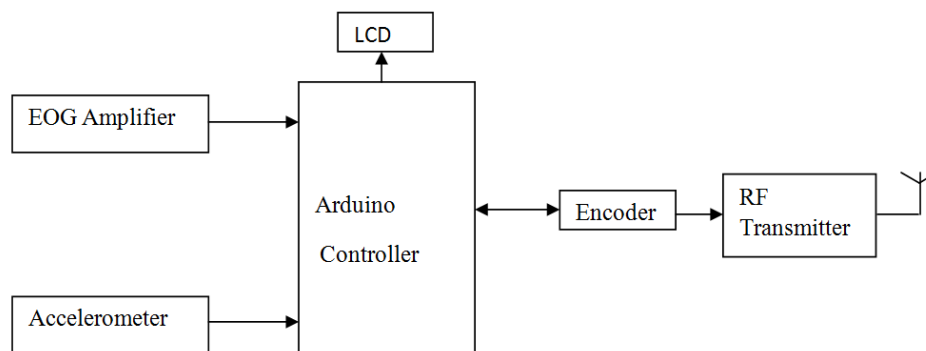 LCD
EOG Amplifier
Arduino
Controller
Encoder
RF
Transmitter
Accelerometer